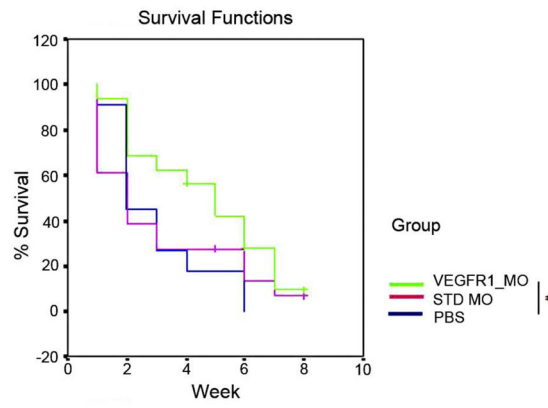 Survival Functions
120
100
80
60
40
20
0
-20
% Survival
0 2 4 6 8 10
Week
Group
VEGFR1_MO
STD MO
PBS
*